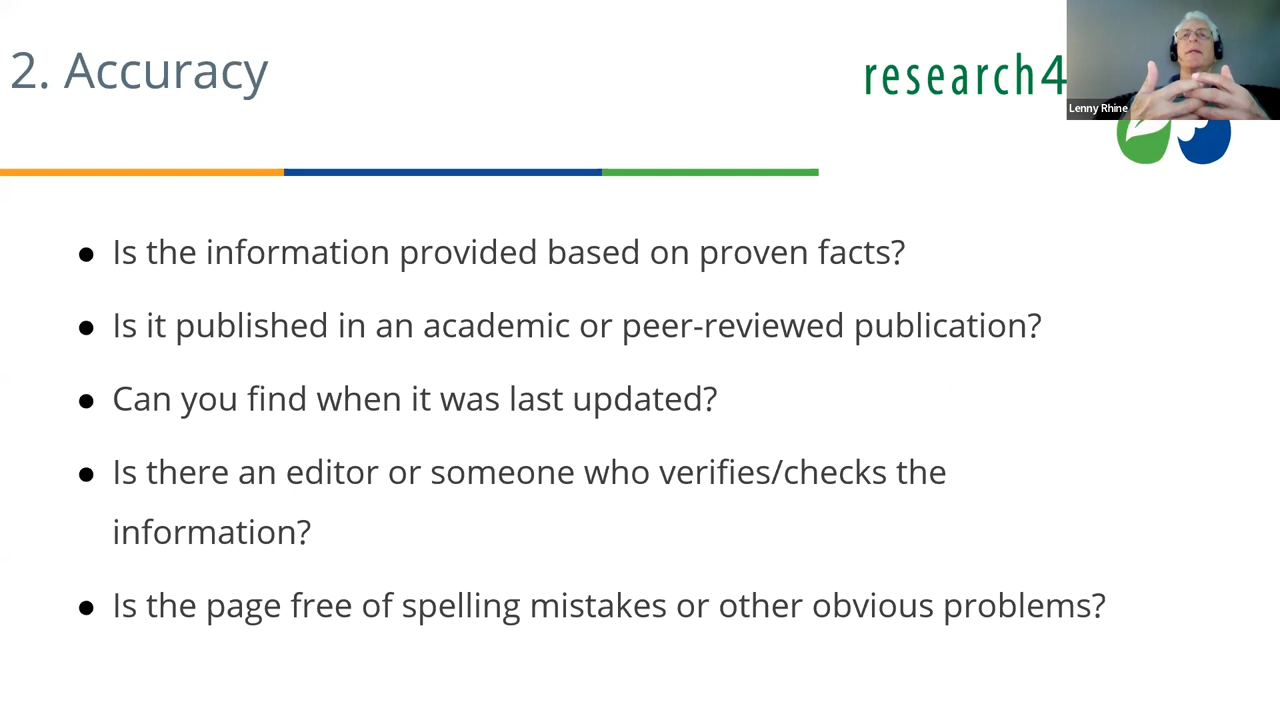 2. Accuracy
research4
Lenny Rhine
● Is the information provided based on proven facts?
● Is it published in an academic or peer-reviewed publication?
● Can you find when it was last updated?
● Is there an editor or someone who verifies/checks the
information?
● Is the page free of spelling mistakes or other obvious problems?